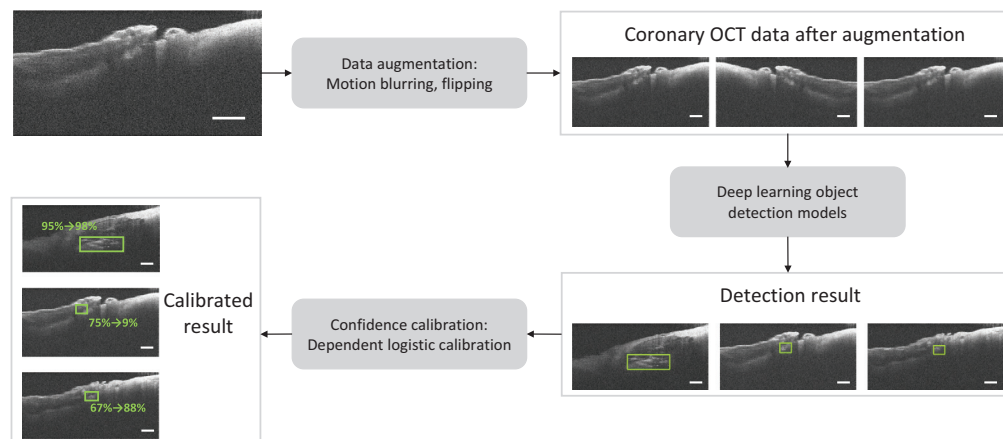 Data augmentation:
Motion blurring, flipping
Coronary OCT data after augmentation
Deep learning object
detection models
Detection result
Confidence calibration:
Dependent logistic calibration
Calibrated
result
95%→98%
75%→9%
67%→88%